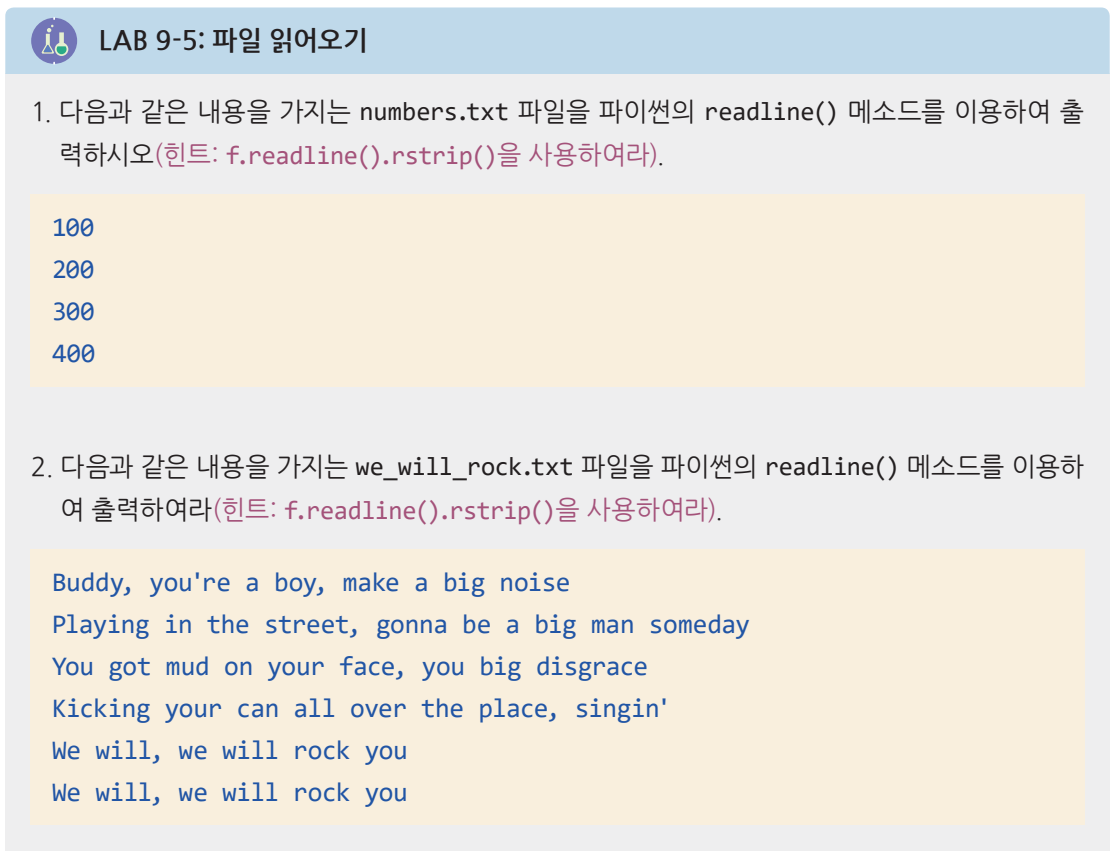 LAB 9-5: 파일 읽어오기
1. 다음과 같은 내용을 가지는 numbers.txt 파일을 파이썬의 readline() 메소드를 이용하여 출
력하시오(힌트: f.readline().rstrip()을 사용하여라).
100
200
300
400
2. 다음과 같은 내용을 가지는 we_will_rock.txt 파일을 파이썬의 readline() 메소드를 이용하
여 출력하여라(힌트: f.readline().rstrip()을 사용하여라).
Buddy, you're a boy, make a big noise
Playing in the street, gonna be a big man someday
You got mud on your face, you big disgrace
Kicking your can all over the place, singin'
We will, we will rock you
We will, we will rock you